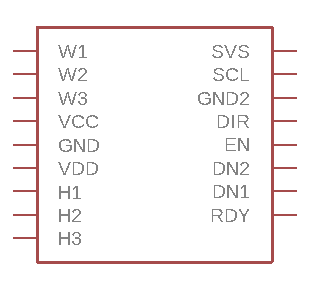 W1 SVS
W2 SCL
W3 GND2
VCC DIR
GND EN
VDD DN2
H1 DN1
H2 RDY
H3